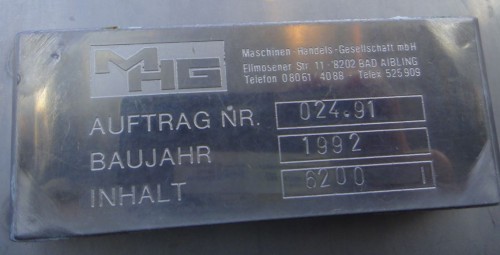 MHG
Maschinen-Handels-Gesellschaft mbH
Ellmosener Str. 11 · 8202 BAD AIBLING
Telefon 08061 4088 - Telex 525909
AUFTRAG NR. 024.91
BAUJAHR 1992
INHALT 6200 l